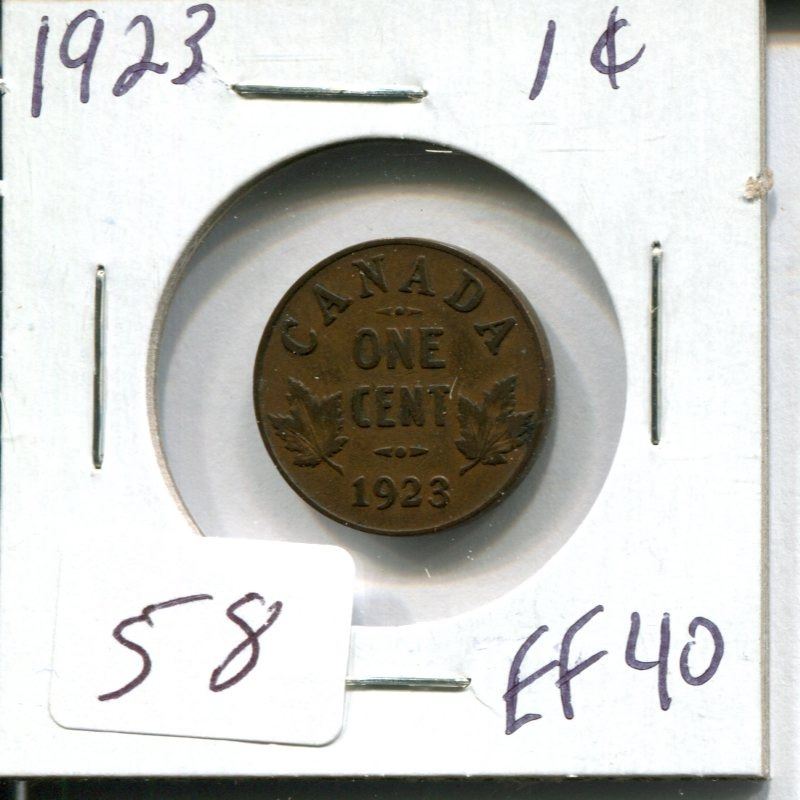 1923 1¢
CANADA
ONE
CENT
1923
58
EF40